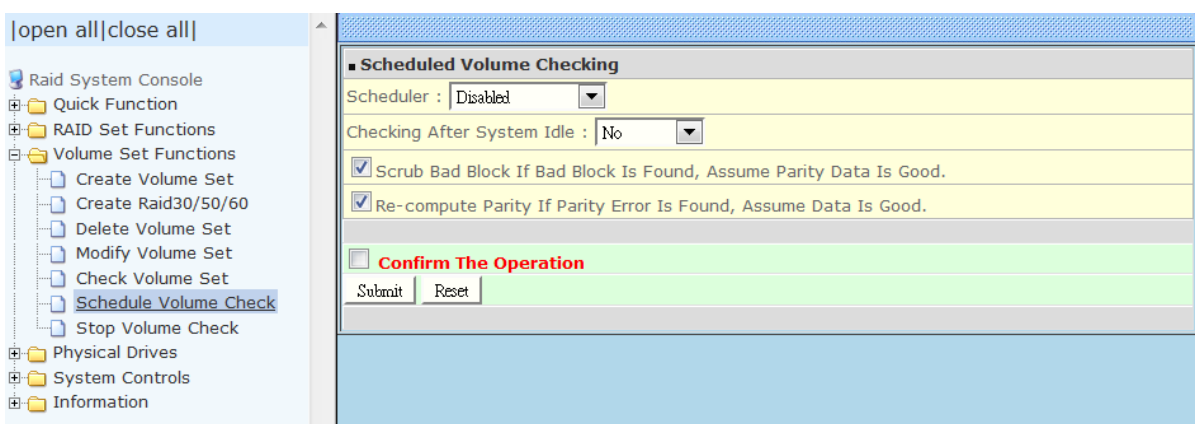 |open all|close all|
Raid System Console
Quick Function
RAID Set Functions
Volume Set Functions
Create Volume Set
Create Raid30/50/60
Delete Volume Set
Modify Volume Set
Check Volume Set
Schedule Volume Check
Stop Volume Check
Physical Drives
System Controls
Information
Scheduled Volume Checking
Scheduler : Disabled
Checking After System Idle : No
Scrub Bad Block If Bad Block Is Found, Assume Parity Data Is Good.
Re-compute Parity If Parity Error Is Found, Assume Data Is Good.
Confirm The Operation
Submit Reset